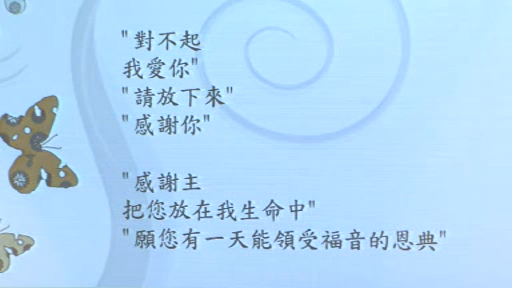 "對不起
我愛你"
"請放下來"
"感謝你"
"感謝主
把您放在我生命中"
"願您有一天能領受福音的恩典"